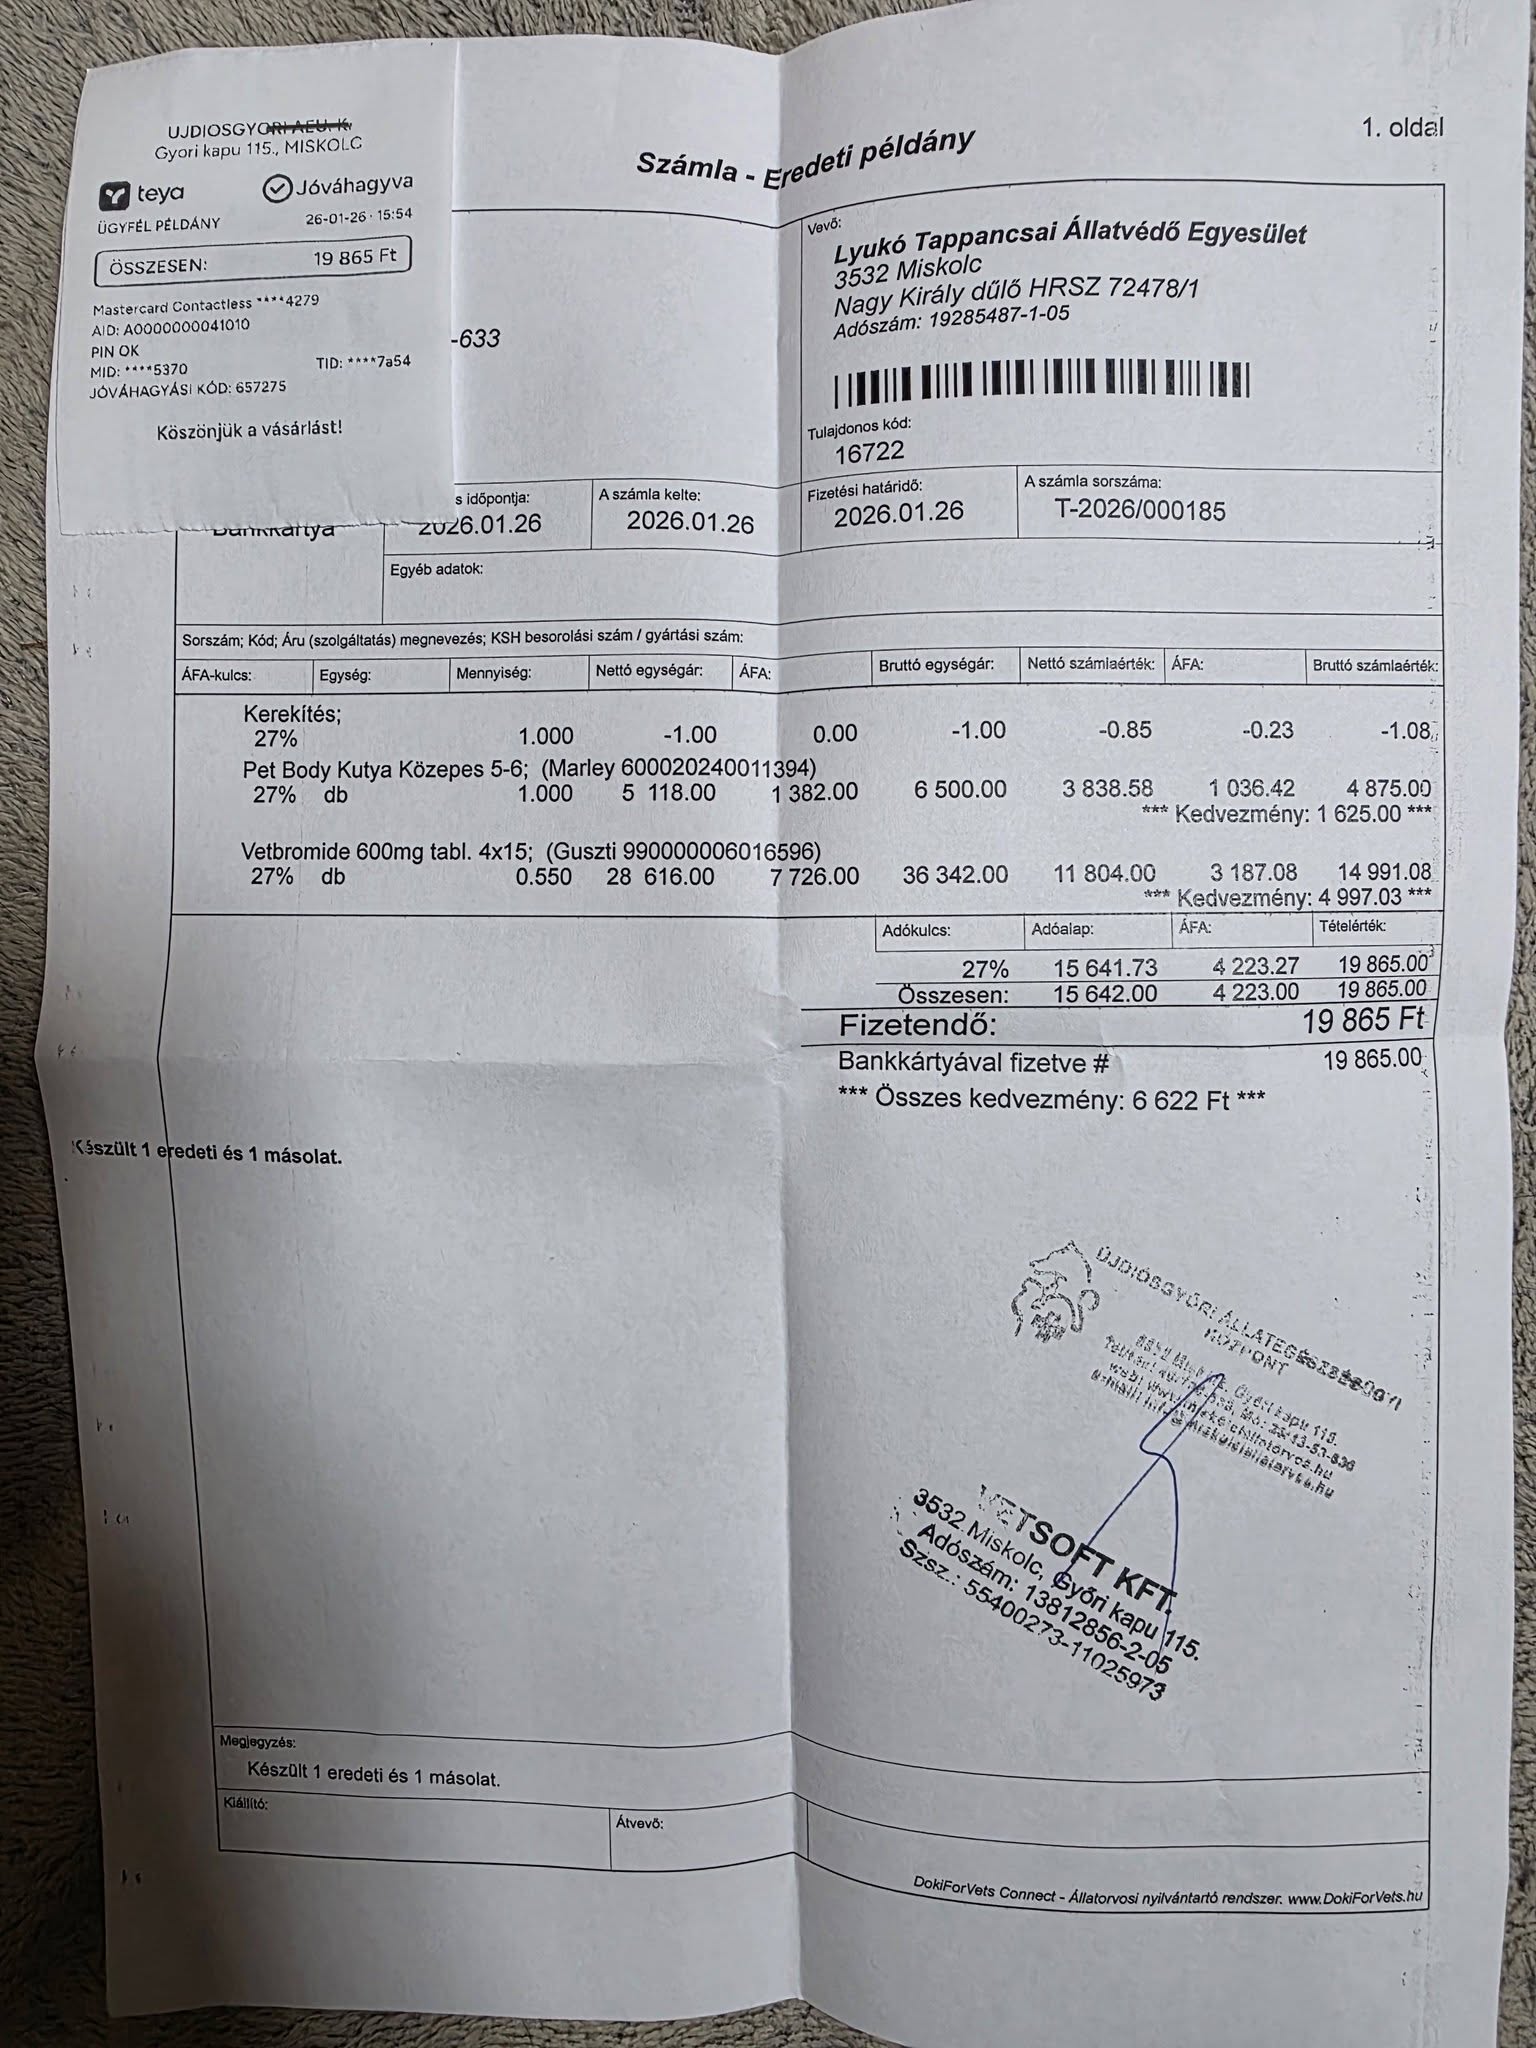 UJDIOSGYORI AEU. K.
Gyori kapu 115., MISKOLC
teya Jóváhagyva
ÜGYFÉL PÉLDÁNY 26-01-26 · 15:54
ÖSSZESEN: 19 865 Ft
Mastercard Contactless ****4279
AID: A0000000041010
PIN OK
MID: ****5370 TID: ****7a54
JÓVÁHAGYÁSI KÓD: 657275
Köszönjük a vásárlást!
Számla - Eredeti példány
1. oldal
-633
Vevő:
Lyukó Tappancsai Állatvédő Egyesület
3532 Miskolc
Nagy Király dűlő HRSZ 72478/1
Adószám: 19285487-1-05
Tulajdonos kód:
16722
s időpontja: A számla kelte: Fizetési határidő: A számla sorszáma:
Bankkártya 2026.01.26 2026.01.26 2026.01.26 T-2026/000185
Egyéb adatok:
Sorszám; Kód; Áru (szolgáltatás) megnevezés; KSH besorolási szám / gyártási szám:
ÁFA-kulcs: Egység: Mennyiség: Nettó egységár: ÁFA: Bruttó egységár: Nettó számlaérték: ÁFA: Bruttó számlaérték:
Kerekítés;
27% 1.000 -1.00 0.00 -1.00 -0.85 -0.23 -1.08
Pet Body Kutya Közepes 5-6; (Marley 600020240011394)
27% db 1.000 5 118.00 1 382.00 6 500.00 3 838.58 1 036.42 4 875.00
*** Kedvezmény: 1 625.00 ***
Vetbromide 600mg tabl. 4x15; (Guszti 990000006016596)
27% db 0.550 28 616.00 7 726.00 36 342.00 11 804.00 3 187.08 14 991.08
*** Kedvezmény: 4 997.03 ***
Adókulcs: Adóalap: ÁFA: Tételérték:
27% 15 641.73 4 223.27 19 865.00
Összesen: 15 642.00 4 223.00 19 865.00
Fizetendő: 19 865 Ft
Bankkártyával fizetve # 19 865.00
*** Összes kedvezmény: 6 622 Ft ***
Készült 1 eredeti és 1 másolat.
ÚJDIÓSGYŐRI ÁLLATEGÉSZSÉGÜGYI
KÖZPONT
Miskolc, Győri kapu 115.
VETSOFT KFT.
3532 Miskolc, Győri kapu 115.
Adószám: 13812856-2-05
Szsz.: 55400273-11025973
Megjegyzés:
Készült 1 eredeti és 1 másolat.
Kiállító: Átvevő:
DokiForVets Connect - Állatorvosi nyilvántartó rendszer. www.DokiForVets.hu